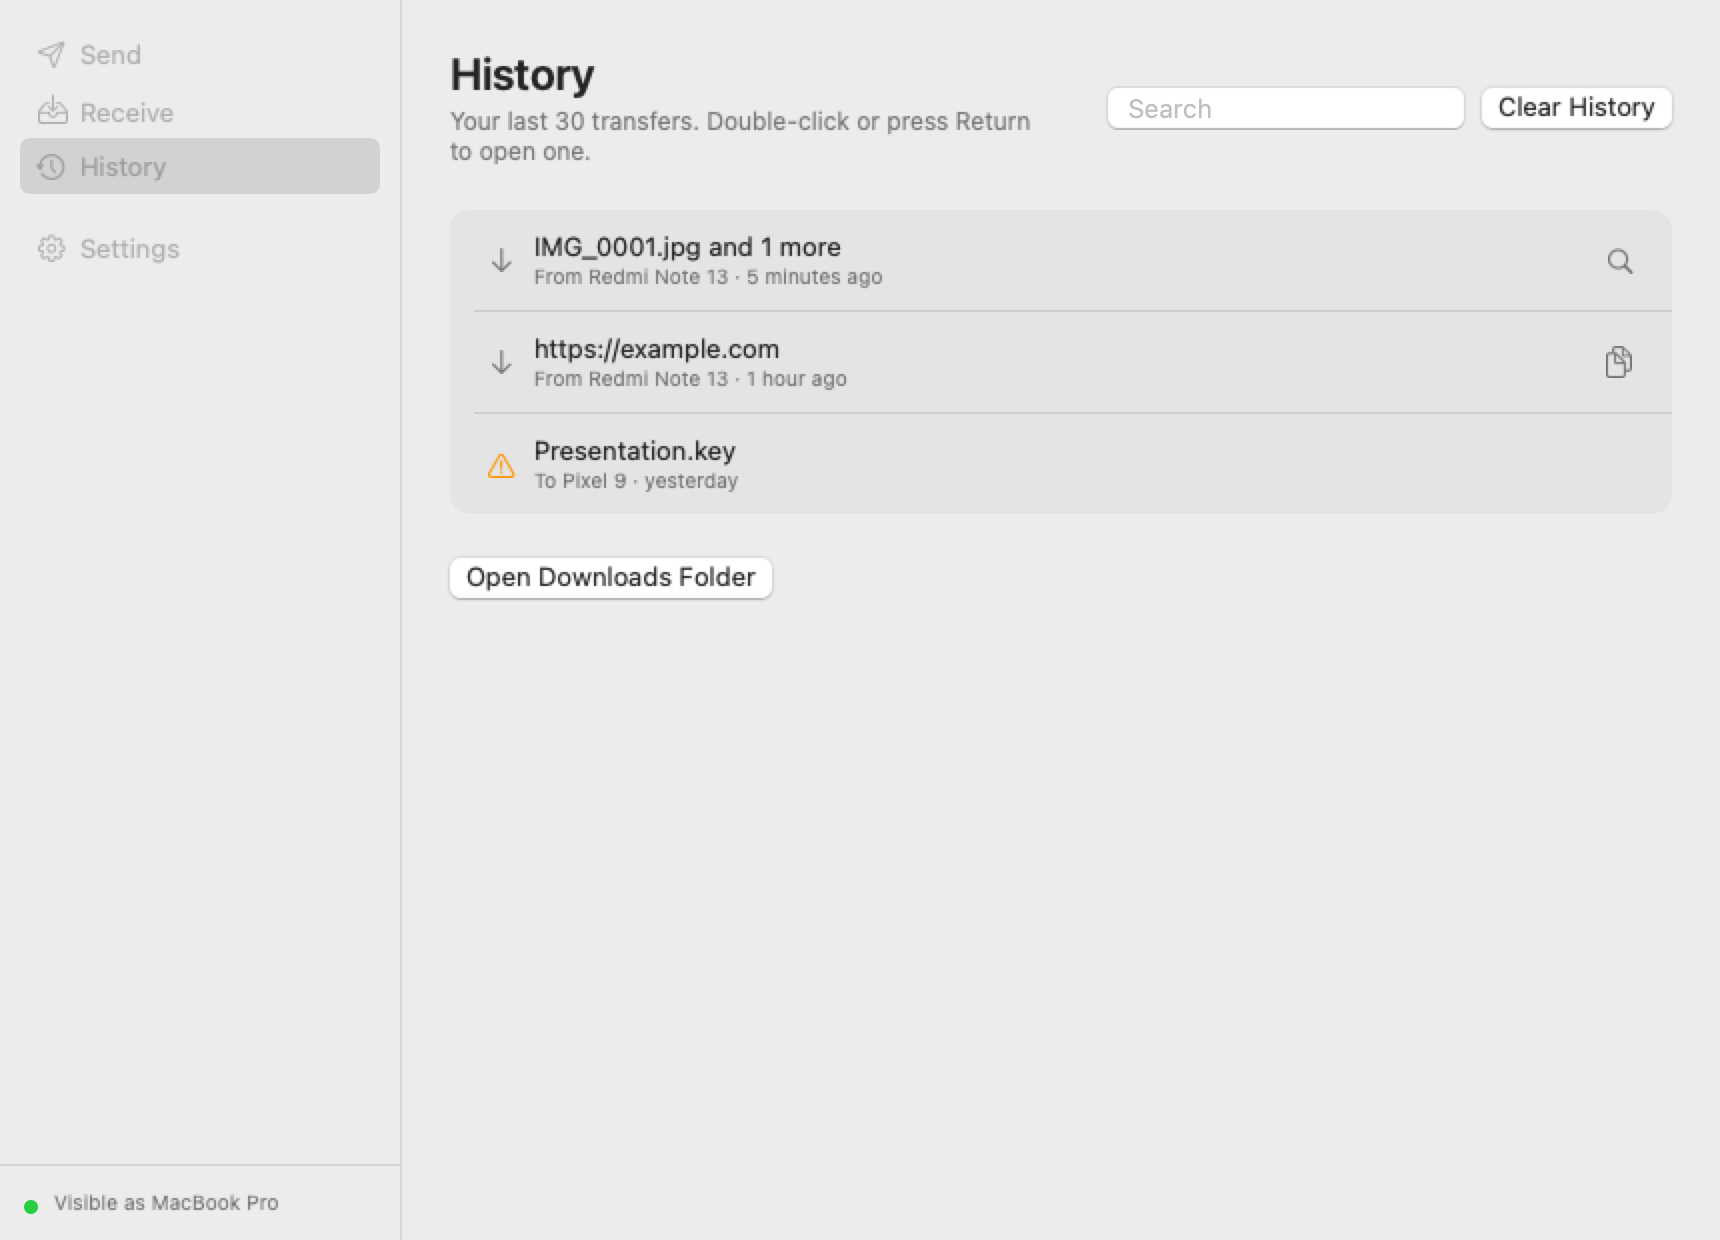 Send
Receive
History
Settings
History
Your last 30 transfers. Double-click or press Return
to open one.
Search
Clear History
IMG_0001.jpg and 1 more
From Redmi Note 13 · 5 minutes ago
https://example.com
From Redmi Note 13 · 1 hour ago
Presentation.key
To Pixel 9 · yesterday
Open Downloads Folder
Visible as MacBook Pro